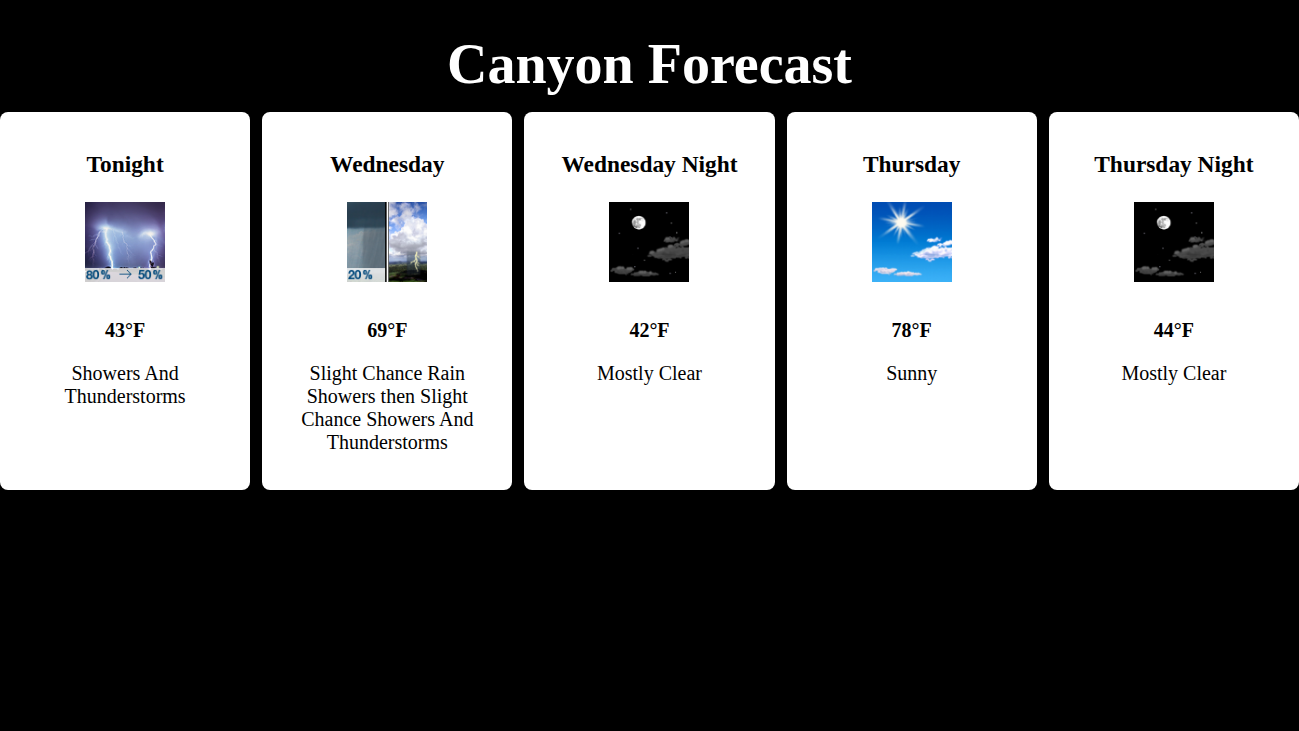 Canyon Forecast
Tonight
80% → 50%
43°F
Showers And
Thunderstorms
Wednesday
20%
69°F
Slight Chance Rain
Showers then Slight
Chance Showers And
Thunderstorms
Wednesday Night
42°F
Mostly Clear
Thursday
78°F
Sunny
Thursday Night
44°F
Mostly Clear